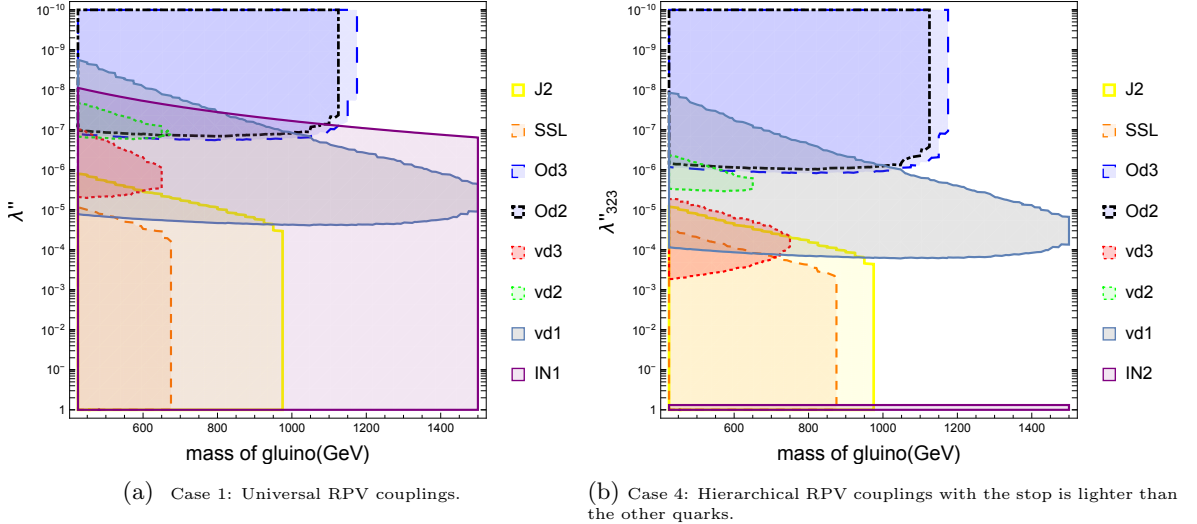 10⁻¹⁰
10⁻⁹
10⁻⁸
10⁻⁷
10⁻⁶
10⁻⁵
10⁻⁴
10⁻³
10⁻²
10⁻
1
λ″
600 800 1000 1200 1400
mass of gluino(GeV)
J2
SSL
Od3
Od2
vd3
vd2
vd1
IN1
(a) Case 1: Universal RPV couplings.
10⁻¹⁰
10⁻⁹
10⁻⁸
10⁻⁷
10⁻⁶
10⁻⁵
10⁻⁴
10⁻³
10⁻²
10⁻
1
λ″₃₂₃
600 800 1000 1200 1400
mass of gluino(GeV)
J2
SSL
Od3
Od2
vd3
vd2
vd1
IN2
(b) Case 4: Hierarchical RPV couplings with the stop is lighter than
the other quarks.